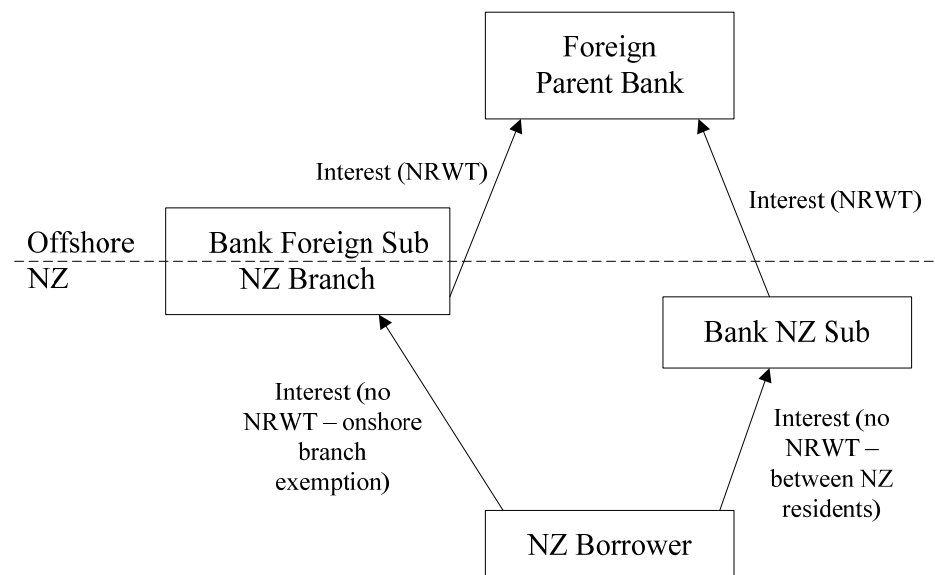 Foreign
Parent Bank
Interest (NRWT)
Interest (NRWT)
Offshore
NZ
Bank Foreign Sub
NZ Branch
Bank NZ Sub
Interest (no
NRWT – onshore
branch
exemption)
Interest (no
NRWT –
between NZ
residents)
NZ Borrower